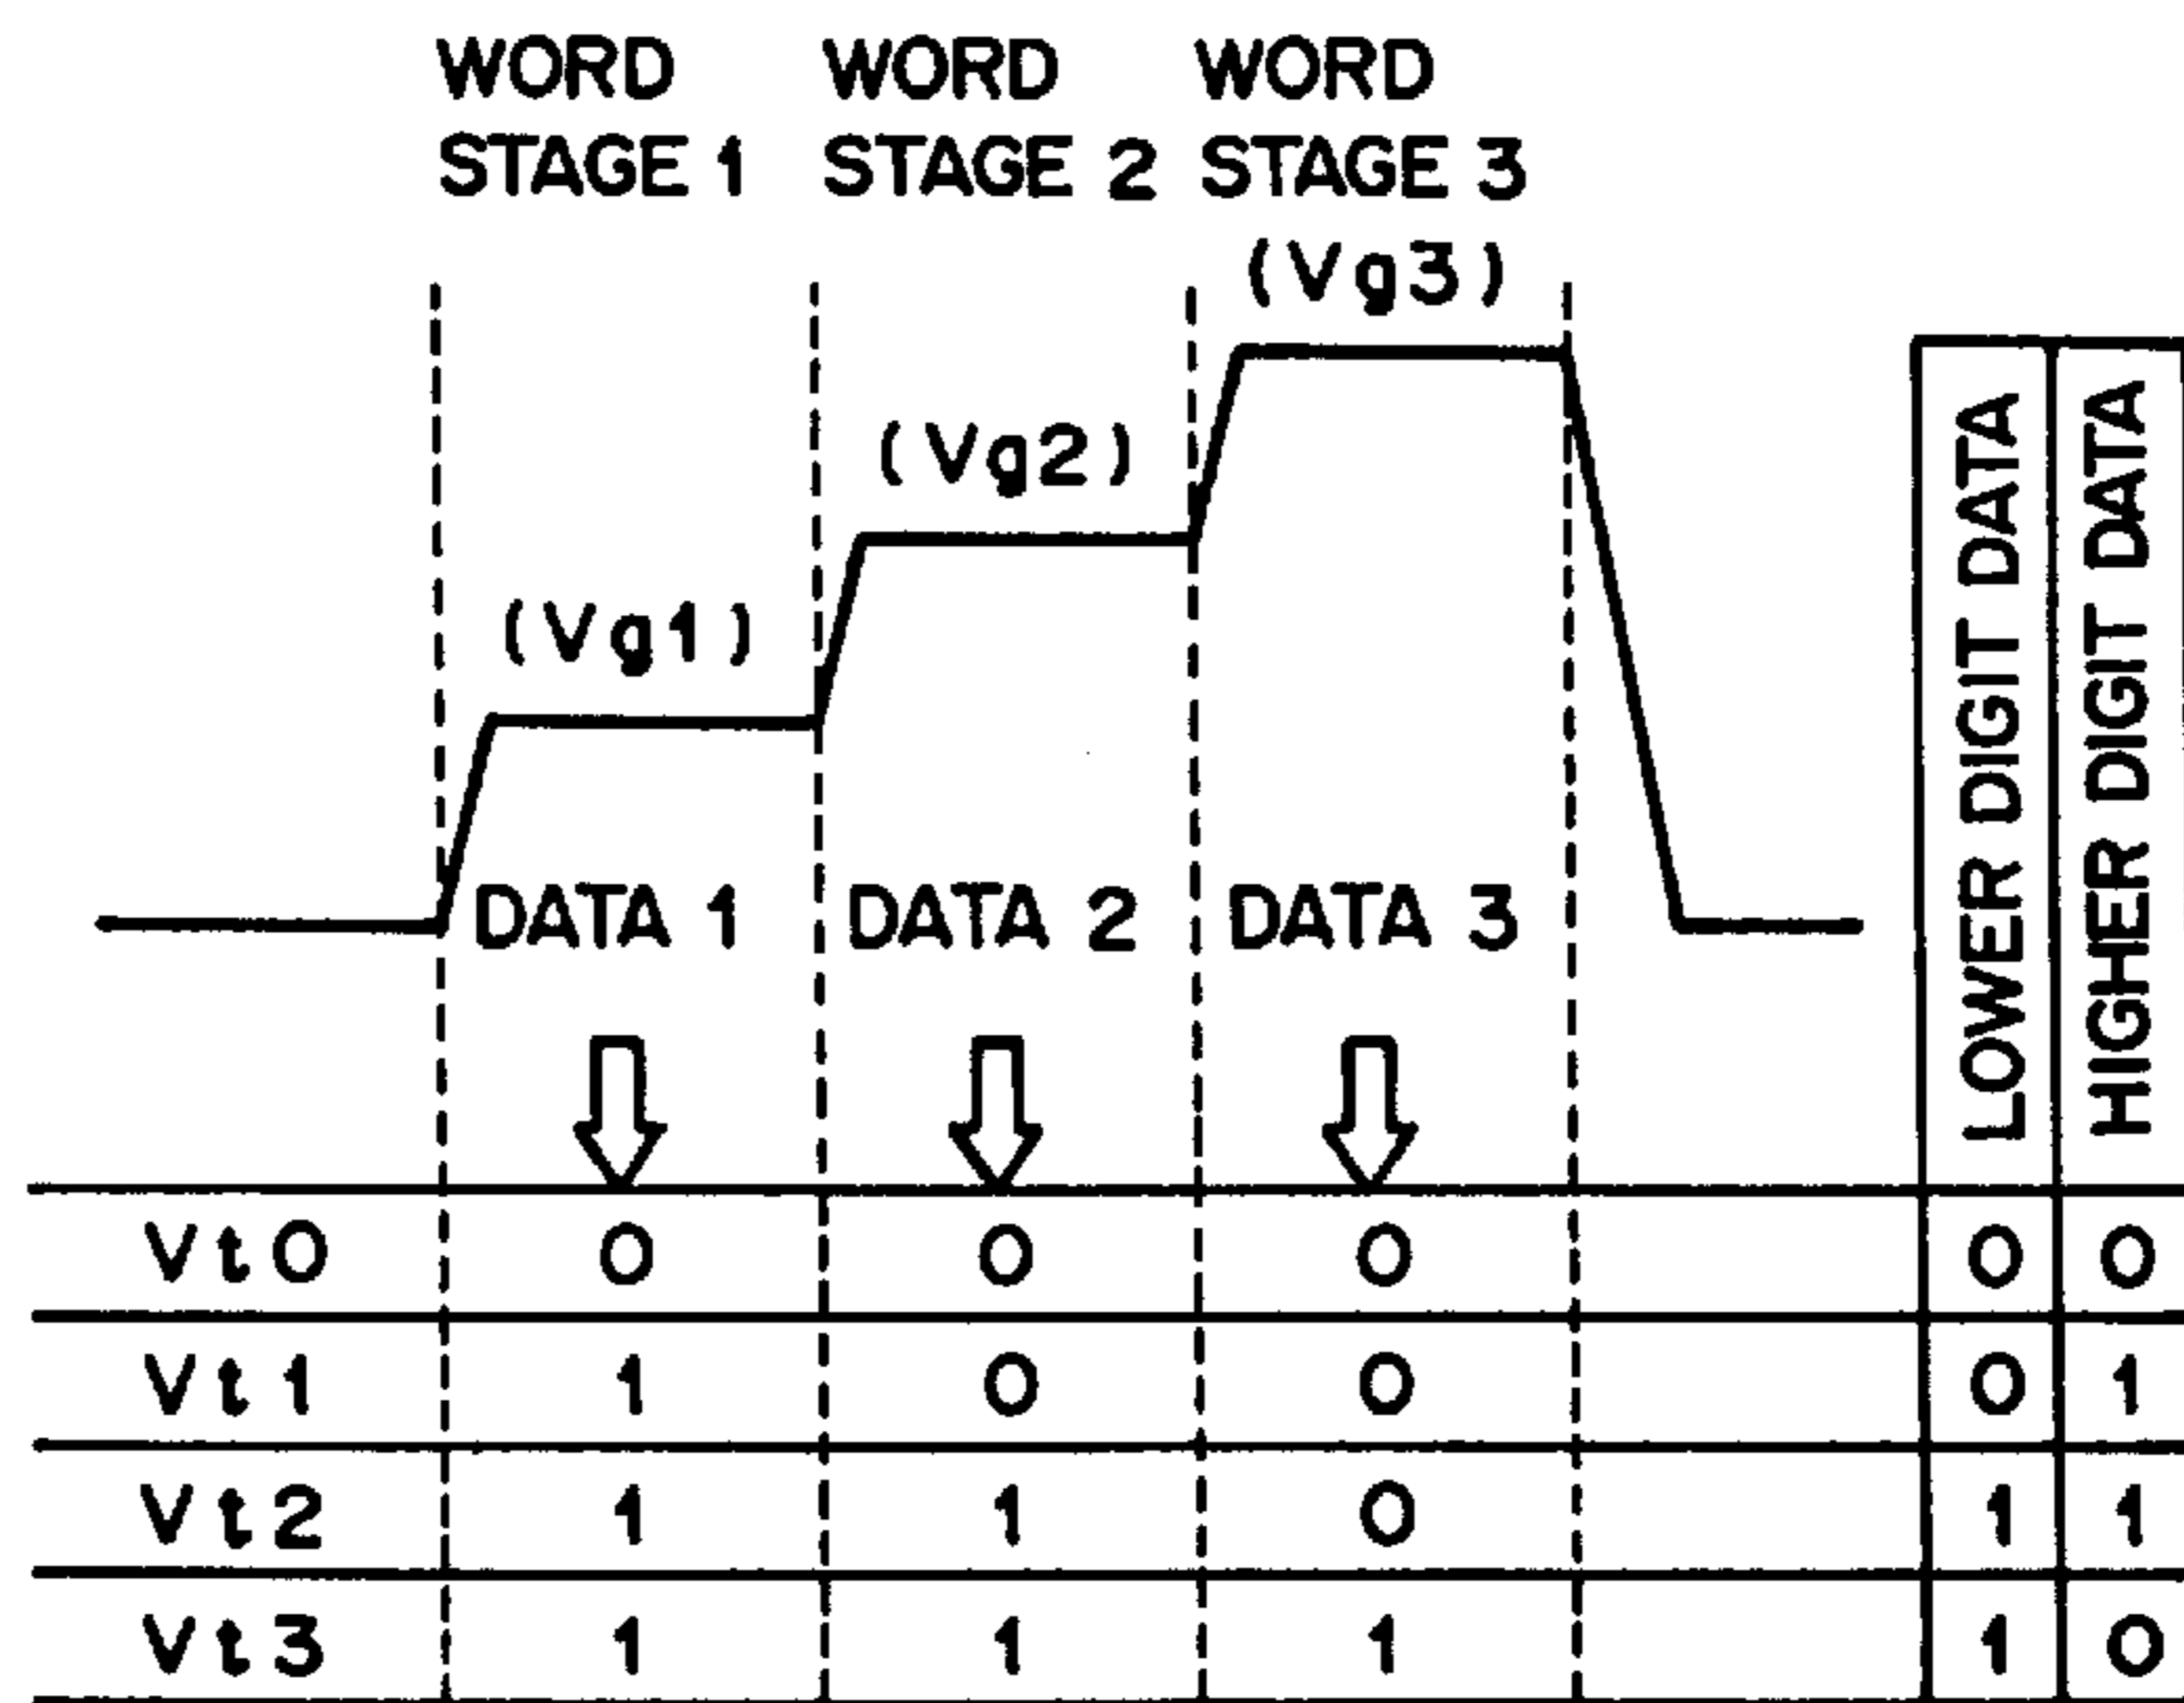 WORD WORD WORD
STAGE 1 STAGE 2 STAGE 3
(Vg3)
(Vg2)
(Vg1)
DATA 1 DATA 2 DATA 3
LOWER DIGIT DATA
HIGHER DIGIT DATA
Vt0 0 0 0 0 0
Vt1 1 0 0 0 1
Vt2 1 1 0 1 1
Vt3 1 1 1 1 0